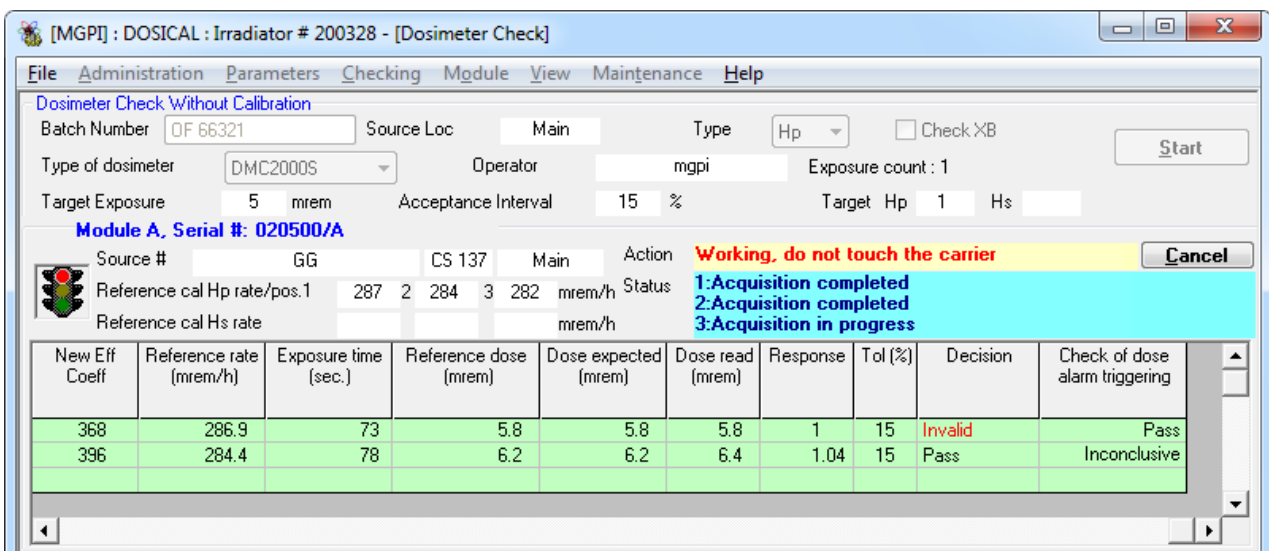 [MGPI] : DOSICAL : Irradiator # 200328 - [Dosimeter Check]
File Administration Parameters Checking Module View Maintenance Help
Dosimeter Check Without Calibration
Batch Number OF 66321 Source Loc Main Type Hp Check XB
Start
Type of dosimeter DMC2000S Operator mgpi Exposure count : 1
Target Exposure 5 mrem Acceptance Interval 15 % Target Hp 1 Hs
Module A, Serial #: 020500/A
Source # GG CS 137 Main Action Working, do not touch the carrier Cancel
Reference cal Hp rate/pos.1 287 2 284 3 282 mrem/h Status 1:Acquisition completed
2:Acquisition completed
Reference cal Hs rate mrem/h 3:Acquisition in progress
New Eff Reference rate Exposure time Reference dose Dose expected Dose read Response Tol (%) Decision Check of dose
Coeff (mrem/h) (sec.) (mrem) (mrem) (mrem) alarm triggering
368 286.9 73 5.8 5.8 5.8 1 15 Invalid Pass
396 284.4 78 6.2 6.2 6.4 1.04 15 Pass Inconclusive